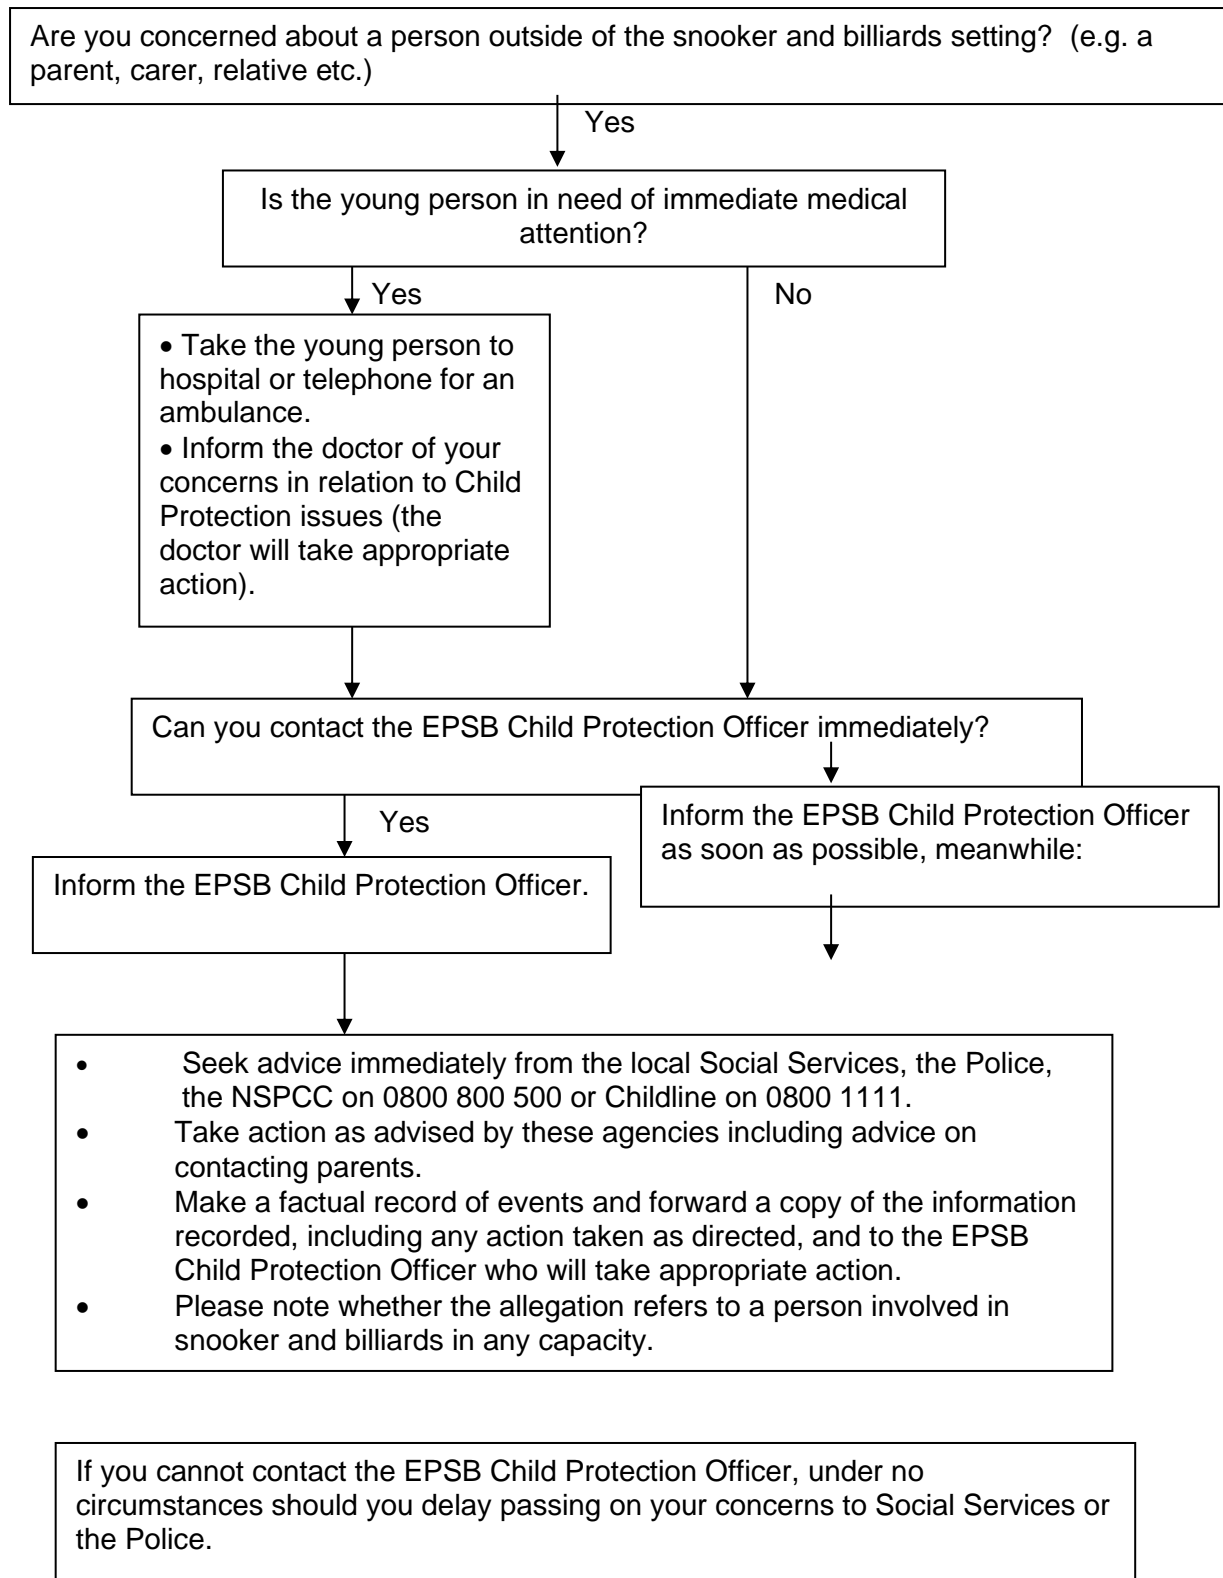 Are you concerned about a person outside of the snooker and billiards setting?  (e.g. a
parent, carer, relative etc.)
Yes
Is the young person in need of immediate medical
attention?
Yes
No
• Take the young person to
hospital or telephone for an
ambulance.
• Inform the doctor of your
concerns in relation to Child
Protection issues (the
doctor will take appropriate
action).
Can you contact the EPSB Child Protection Officer immediately?
Yes
Inform the EPSB Child Protection Officer
as soon as possible, meanwhile:
Inform the EPSB Child Protection Officer.
• Seek advice immediately from the local Social Services, the Police,
the NSPCC on 0800 800 500 or Childline on 0800 1111.
• Take action as advised by these agencies including advice on
contacting parents.
• Make a factual record of events and forward a copy of the information
recorded, including any action taken as directed, and to the EPSB
Child Protection Officer who will take appropriate action.
• Please note whether the allegation refers to a person involved in
snooker and billiards in any capacity.
If you cannot contact the EPSB Child Protection Officer, under no
circumstances should you delay passing on your concerns to Social Services or
the Police.